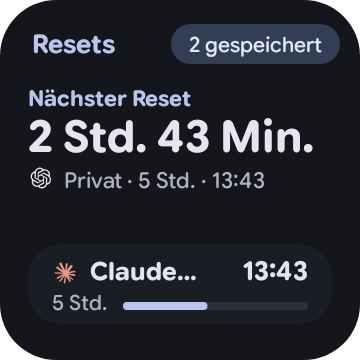 Resets
2 gespeichert
Nächster Reset
2 Std. 43 Min.
Privat · 5 Std. · 13:43
Claude... 13:43
5 Std.